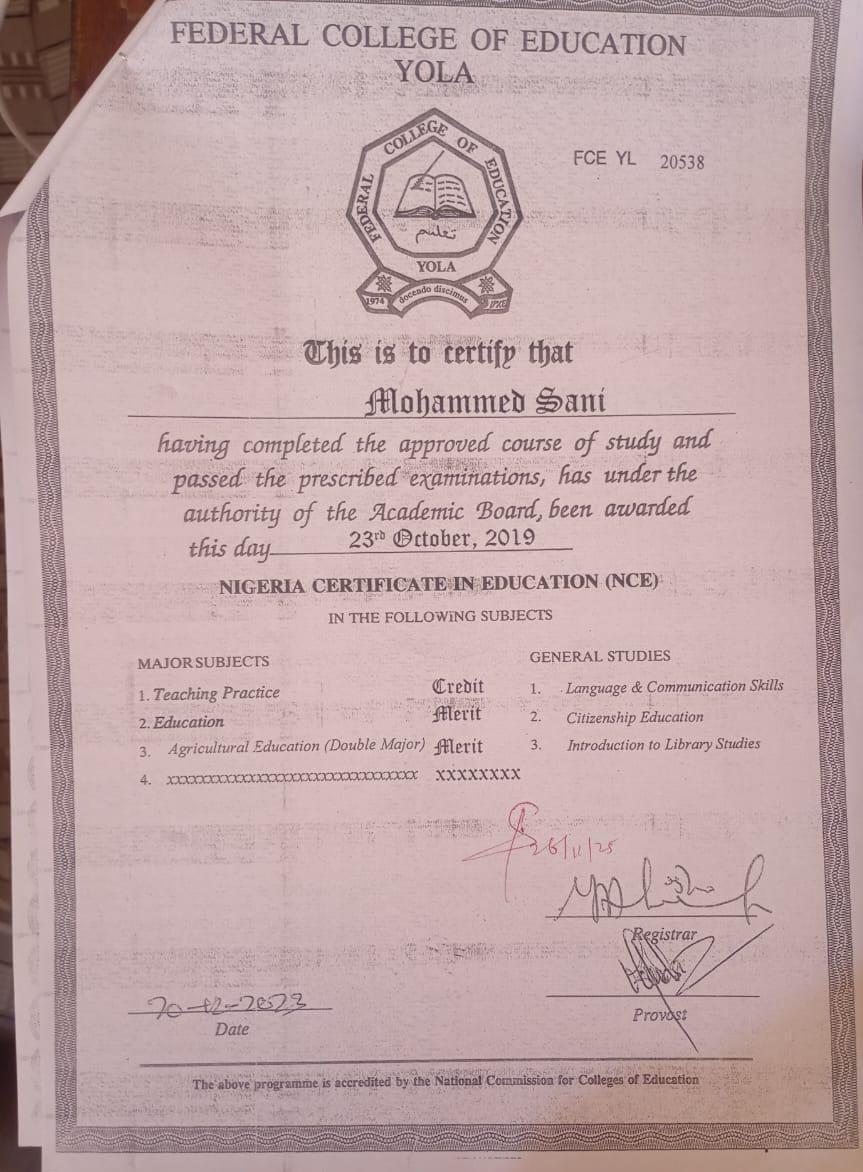 FEDERAL COLLEGE OF EDUCATION
YOLA
FCE YL 20538
FEDERAL COLLEGE OF EDUCATION
تعليم
YOLA
1974
docendo discimus
This is to certify that
Mohammed Sani
having completed the approved course of study and
passed the prescribed examinations, has under the
authority of the Academic Board, been awarded
this day 23rd October, 2019
NIGERIA CERTIFICATE IN EDUCATION (NCE)
IN THE FOLLOWING SUBJECTS
MAJOR SUBJECTS
1. Teaching Practice Credit
2. Education Merit
3. Agricultural Education (Double Major) Merit
4. xxxxxxxxxxxxxxxxxxxxxxxxxxxxxxxx XXXXXXXX
GENERAL STUDIES
1. Language & Communication Skills
2. Citizenship Education
3. Introduction to Library Studies
26/11/25
Registrar
Provost
20-12-2023
Date
The above programme is accredited by the National Commission for Colleges of Education